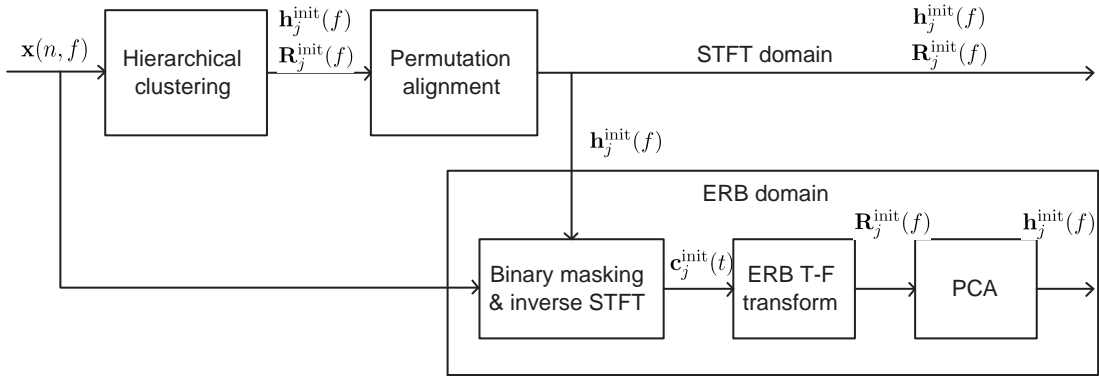 x(n, f)
Hierarchical
clustering
h_j^init(f)
R_j^init(f)
Permutation
alignment
STFT domain
h_j^init(f)
R_j^init(f)
h_j^init(f)
ERB domain
Binary masking
& inverse STFT
c_j^init(t)
ERB T-F
transform
R_j^init(f)
PCA
h_j^init(f)